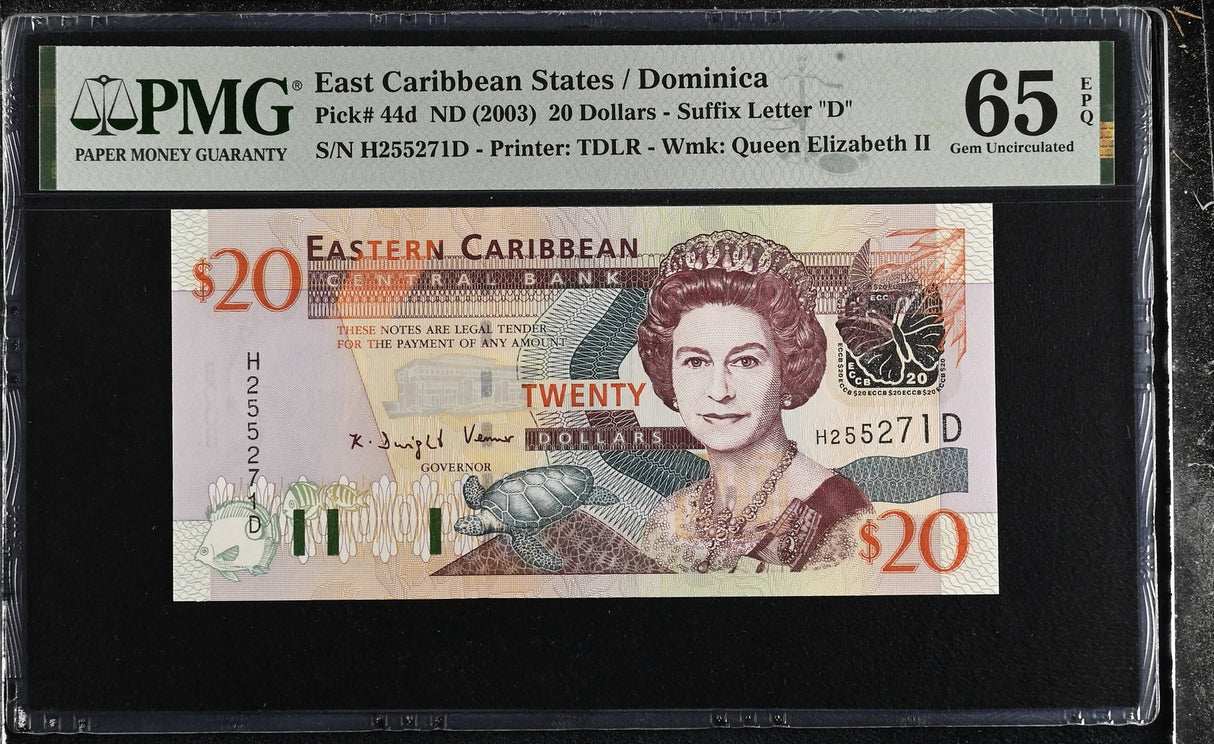 PMG®
PAPER MONEY GUARANTY
East Caribbean States / Dominica
Pick# 44d ND (2003) 20 Dollars - Suffix Letter "D"
S/N H255271D - Printer: TDLR - Wmk: Queen Elizabeth II
65 EPQ
Gem Uncirculated
$20
EASTERN CARIBBEAN
CENTRAL BANK
THESE NOTES ARE LEGAL TENDER
FOR THE PAYMENT OF ANY AMOUNT
TWENTY
DOLLARS
K. Dwight Venner
GOVERNOR
H255271D
H255271D
ECCB
20
$20